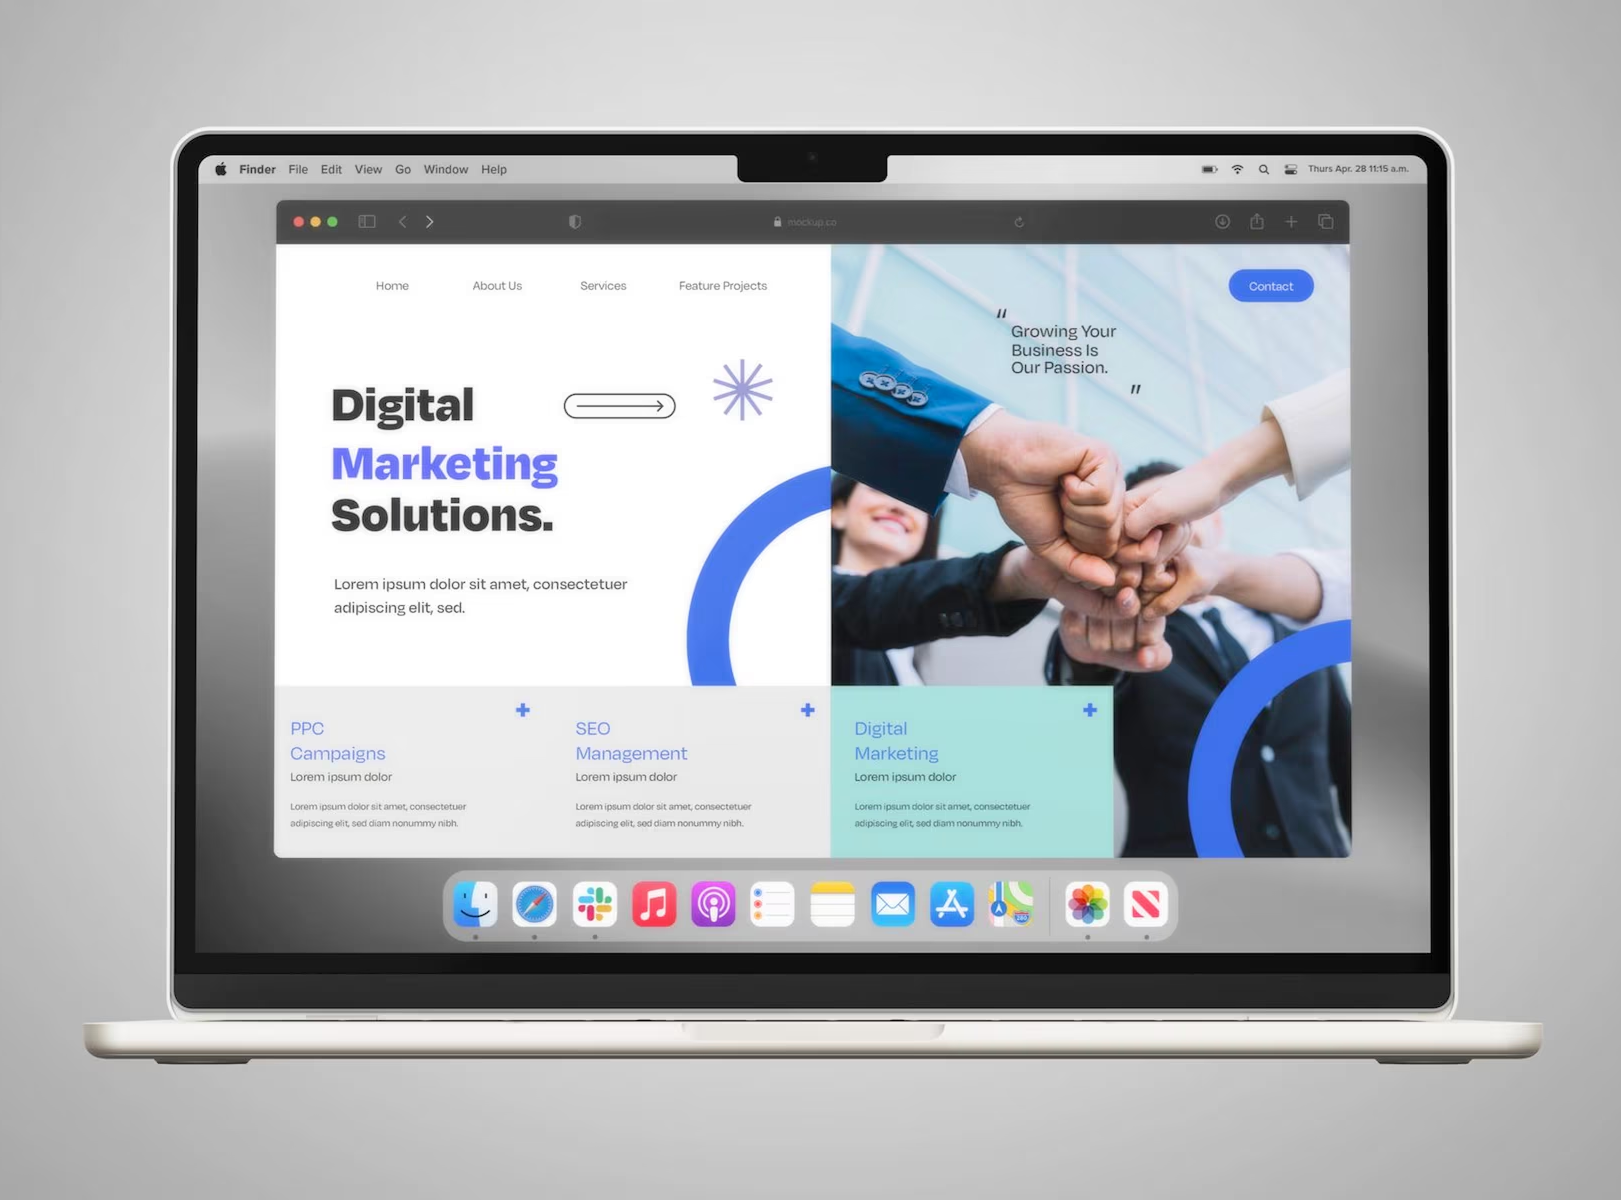 Finder File Edit View Go Window Help
Thurs Apr. 28 11:15 a.m.
mockup.co
Home About Us Services Feature Projects
Contact
"
Growing Your
Business Is
Our Passion.
"
Digital
Marketing
Solutions.
Lorem ipsum dolor sit amet, consectetuer
adipiscing elit, sed.
PPC
Campaigns
Lorem ipsum dolor
Lorem ipsum dolor sit amet, consectetuer
adipiscing elit, sed diam nonummy nibh.
SEO
Management
Lorem ipsum dolor
Lorem ipsum dolor sit amet, consectetuer
adipiscing elit, sed diam nonummy nibh.
Digital
Marketing
Lorem ipsum dolor
Lorem ipsum dolor sit amet, consectetuer
adipiscing elit, sed diam nonummy nibh.
280